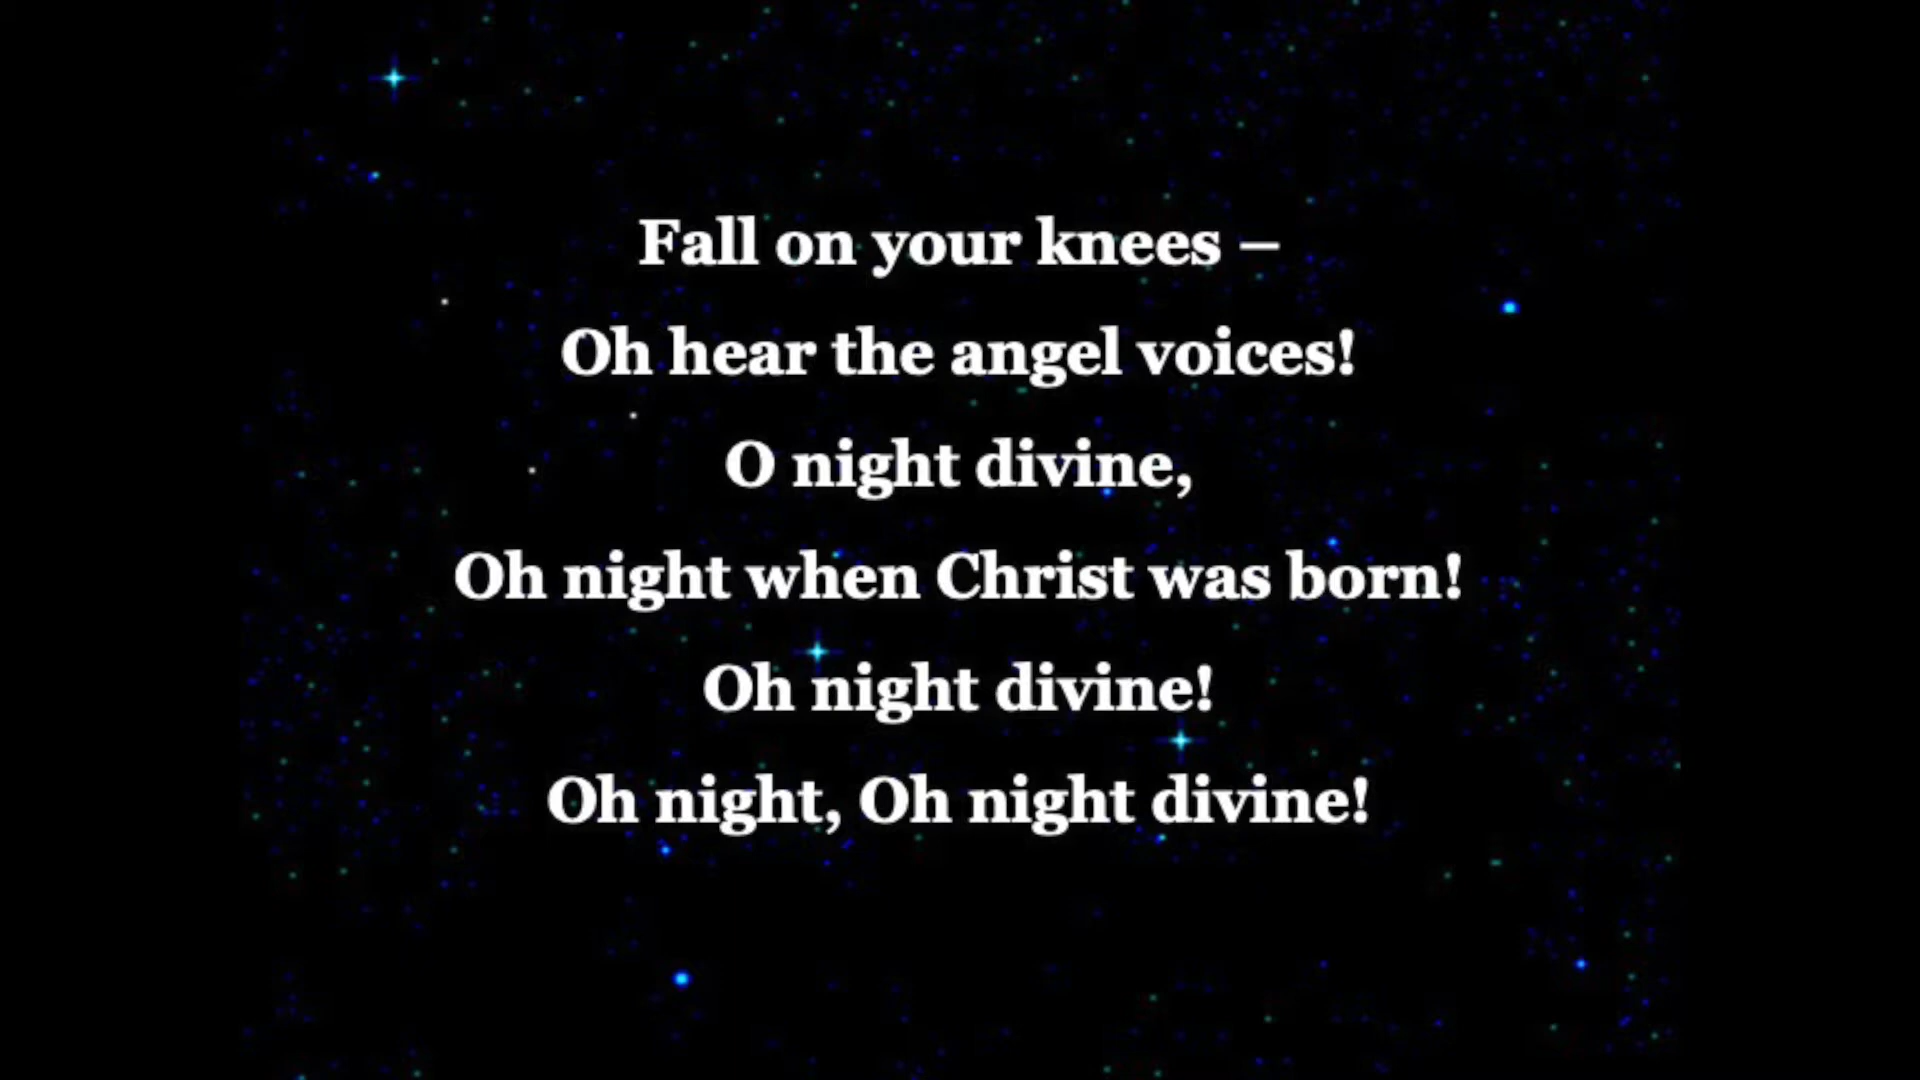 Fall on your knees –
Oh hear the angel voices!
O night divine,
Oh night when Christ was born!
Oh night divine!
Oh night, Oh night divine!